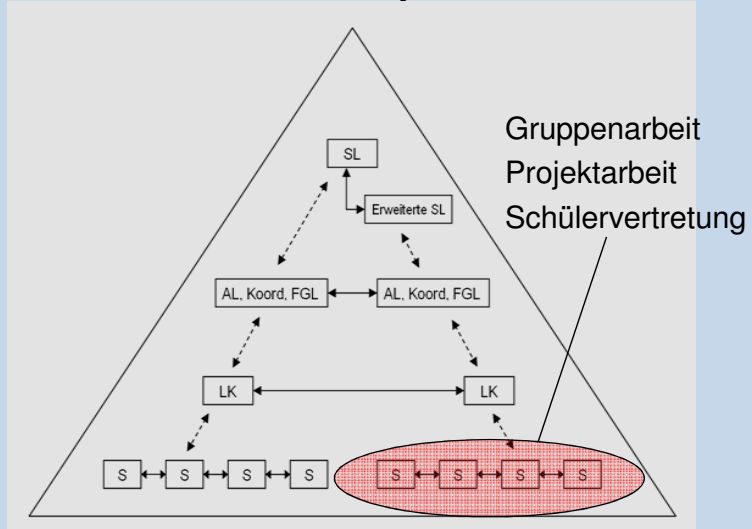 Gruppenarbeit
Projektarbeit
Schülervertretung
SL
Erweiterte SL
AL, Koord, FGL AL, Koord, FGL
LK LK
S S S S S S S S